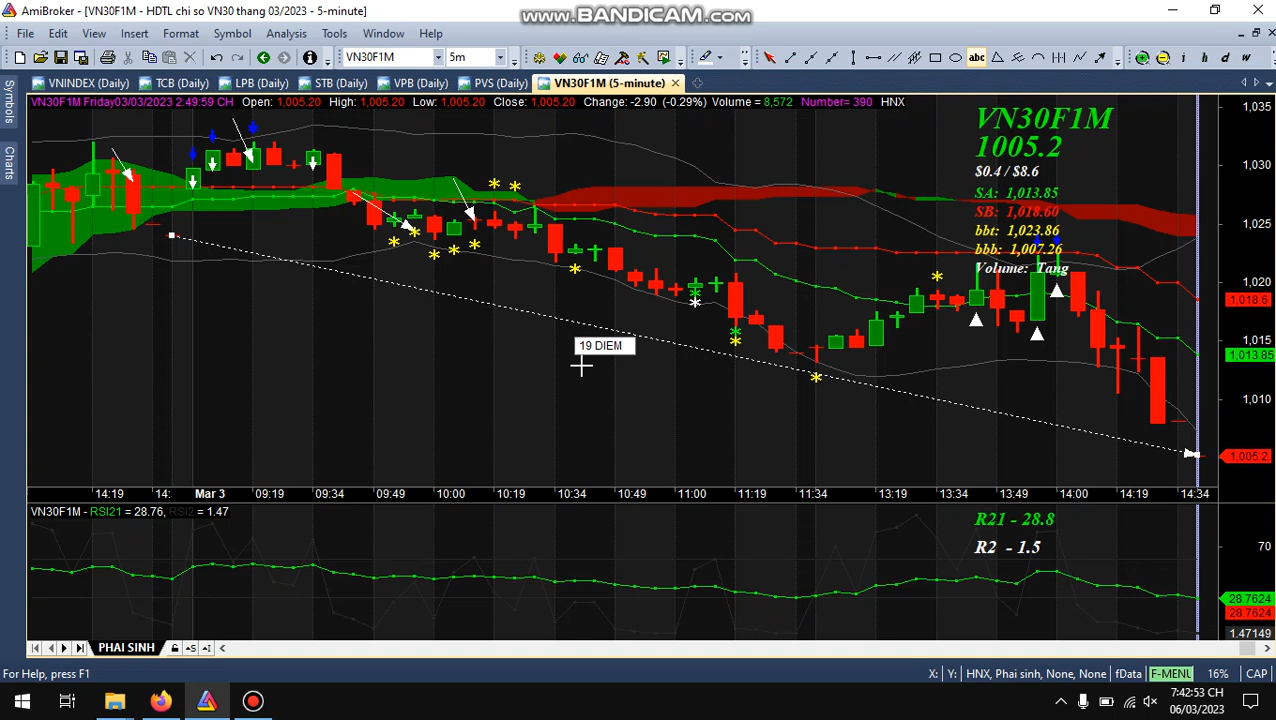 AmiBroker - [VN30F1M - HDTL chi so VN30 thang 03/2023 - 5-minute]
www.BANDICAM.com
File Edit View Insert Format Symbol Analysis Tools Window Help
VN30F1M 5m abc h d
VNINDEX (Daily) TCB (Daily) LPB (Daily) STB (Daily) VPB (Daily) PVS (Daily) VN30F1M (5-minute)
Symbols
Charts
VN30F1M Friday03/03/2023 2:49:59 CH Open: 1,005.20 High: 1,005.20 Low: 1,005.20 Close: 1,005.20 Change: -2.90 (-0.29%) Volume = 8,572 Number= 390 HNX
VN30F1M
1005.2
$0.4 / $8.6
SA: 1,013.85
SB: 1,018.60
bbt: 1,023.86
bbb: 1,007.26
Volume: Tang
1,035
1,030
1,025
1,020
1,018.6
1,015
1,013.85
1,010
1,005.2
19 DIEM
14:19 14: Mar 3 09:19 09:34 09:49 10:00 10:19 10:34 10:49 11:00 11:19 11:34 13:19 13:34 13:49 14:00 14:19 14:34
VN30F1M - RSI21 = 28.76, RSI2 = 1.47
R21 - 28.8
R2 - 1.5
70
28.7624
28.7624
1.47149
PHAI SINH
For Help, press F1
X: Y: HNX, Phai sinh, None, None fData F-MENU 16% CAP
7:42:53 CH
06/03/2023